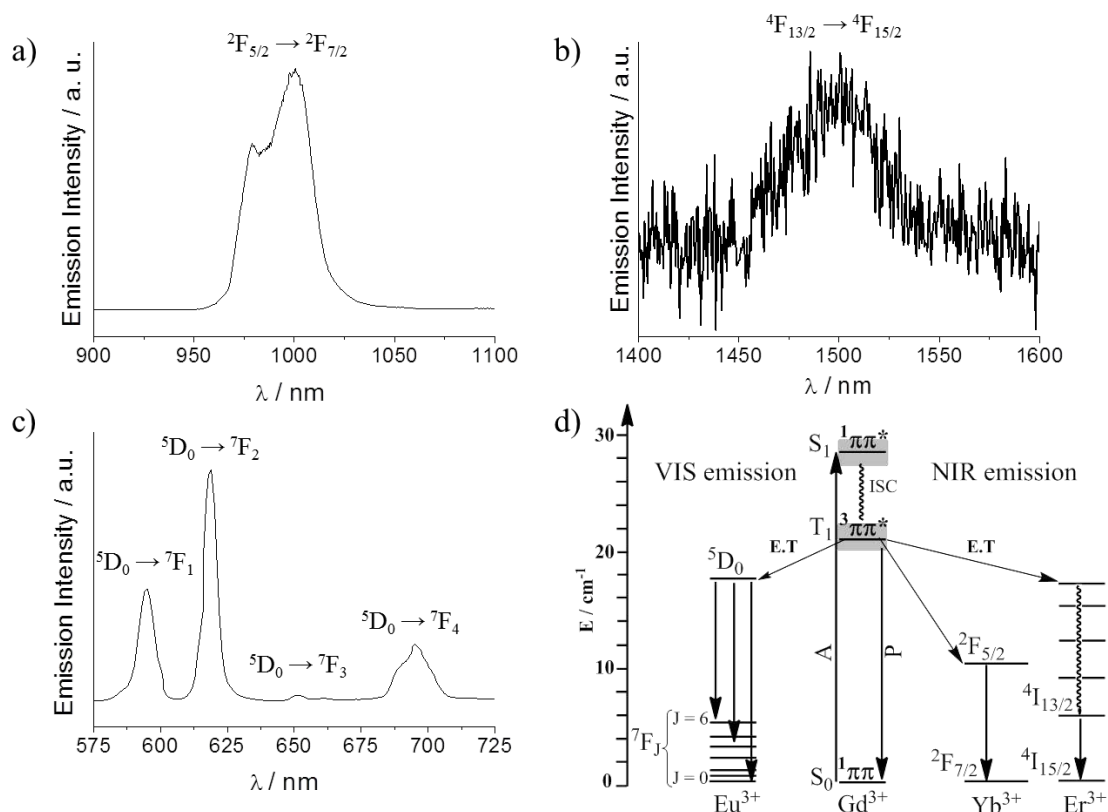 a)
²F₅/₂ → ²F₇/₂
Emission Intensity / a. u.
900 950 1000 1050 1100
λ / nm
b)
⁴F₁₃/₂ → ⁴F₁₅/₂
Emission Intensity / a.u.
1400 1450 1500 1550 1600
λ / nm
c)
⁵D₀ → ⁷F₂
⁵D₀ → ⁷F₁
⁵D₀ → ⁷F₄
⁵D₀ → ⁷F₃
Emission Intensity / a.u.
575 600 625 650 675 700 725
λ / nm
d)
30
20
10
0
E / cm⁻¹
VIS emission
NIR emission
S₁ ¹ππ*
ISC
T₁ ³ππ*
E.T
E.T
⁵D₀
A
P
²F₅/₂
⁴I₁₃/₂
⁷F_J
J = 6
J = 0
S₀ ¹ππ
²F₇/₂
⁴I₁₅/₂
Eu³⁺ Gd³⁺ Yb³⁺ Er³⁺